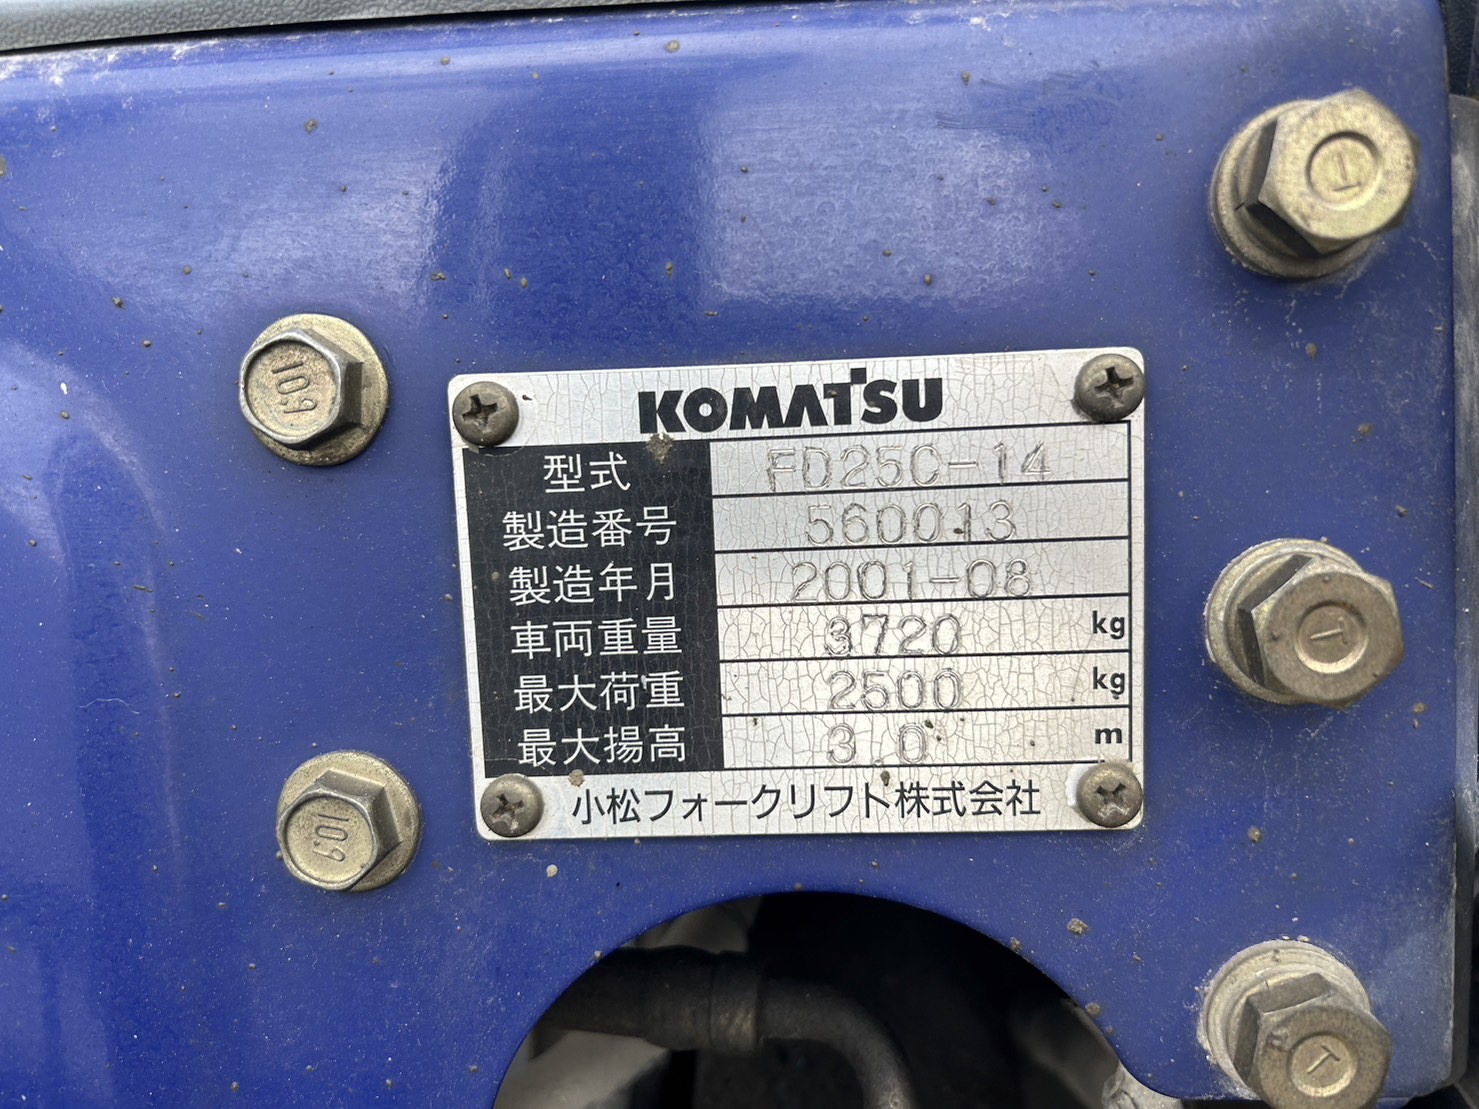 KOMATSU
型式 FD25C-14
製造番号 560013
製造年月 2001-08
車両重量 3720 kg
最大荷重 2500 kg
最大揚高 3.0 m
小松フォークリフト株式会社
10.9
10.9
T
T
T